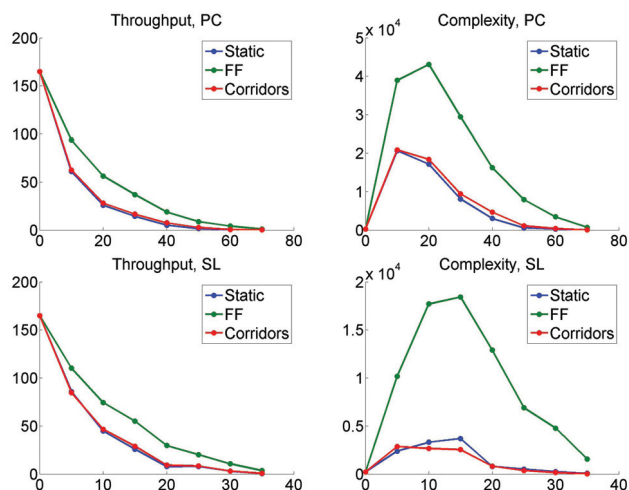 Throughput, PC
200
150
100
50
0
0 20 40 60 80
Static
FF
Corridors
Complexity, PC
x 10^4
5
4
3
2
1
0
0 20 40 60 80
Static
FF
Corridors
Throughput, SL
200
150
100
50
0
0 10 20 30 40
Static
FF
Corridors
Complexity, SL
x 10^4
2
1.5
1
0.5
0
0 10 20 30 40
Static
FF
Corridors